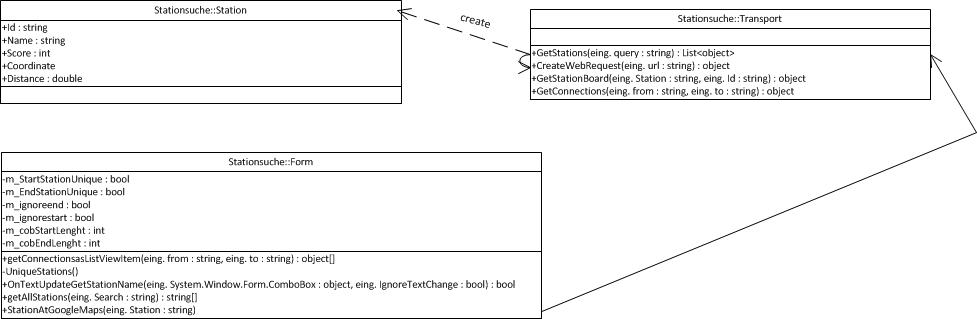 Stationsuche::Station
+Id : string
+Name : string
+Score : int
+Coordinate
+Distance : double
create
Stationsuche::Transport
+GetStations(eing. query : string) : List<object>
+CreateWebRequest(eing. url : string) : object
+GetStationBoard(eing. Station : string, eing. Id : string) : object
+GetConnections(eing. from : string, eing. to : string) : object
Stationsuche::Form
-m_StartStationUnique : bool
-m_EndStationUnique : bool
-m_ignoreend : bool
-m_ignorestart : bool
-m_cobStartLenght : int
-m_cobEndLenght : int
+getConnectionsasListViewItem(eing. from : string, eing. to : string) : object[]
-UniqueStations()
+OnTextUpdateGetStationName(eing. System.Window.Form.ComboBox : object, eing. IgnoreTextChange : bool) : bool
+getAllStations(eing. Search : string) : string[]
+StationAtGoogleMaps(eing. Station : string)